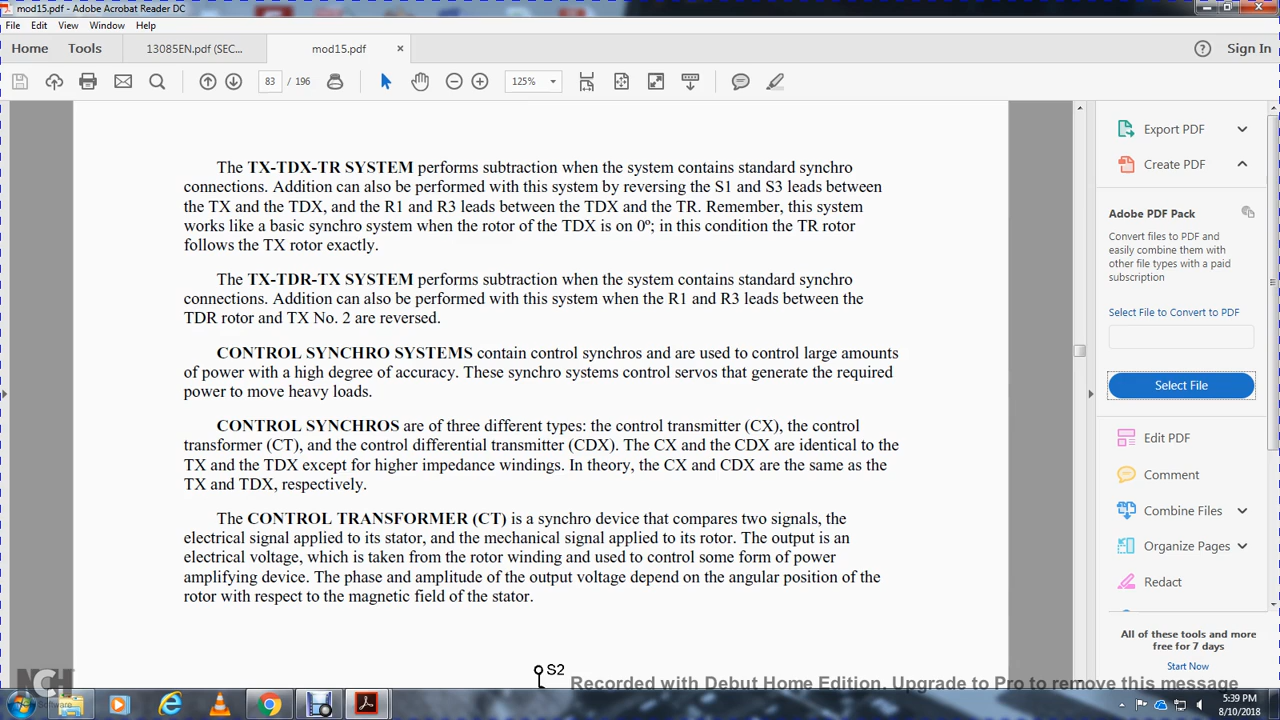 mod15.pdf - Adobe Acrobat Reader DC
File Edit View Window Help
Home Tools 13085EN.pdf (SEC... mod15.pdf × Sign In
83 / 196 125%
The TX-TDX-TR SYSTEM performs subtraction when the system contains standard synchro
connections. Addition can also be performed with this system by reversing the S1 and S3 leads between
the TX and the TDX, and the R1 and R3 leads between the TDX and the TR. Remember, this system
works like a basic synchro system when the rotor of the TDX is on 0º; in this condition the TR rotor
follows the TX rotor exactly.
The TX-TDR-TX SYSTEM performs subtraction when the system contains standard synchro
connections. Addition can also be performed with this system when the R1 and R3 leads between the
TDR rotor and TX No. 2 are reversed.
CONTROL SYNCHRO SYSTEMS contain control synchros and are used to control large amounts
of power with a high degree of accuracy. These synchro systems control servos that generate the required
power to move heavy loads.
CONTROL SYNCHROS are of three different types: the control transmitter (CX), the control
transformer (CT), and the control differential transmitter (CDX). The CX and the CDX are identical to the
TX and the TDX except for higher impedance windings. In theory, the CX and CDX are the same as the
TX and TDX, respectively.
The CONTROL TRANSFORMER (CT) is a synchro device that compares two signals, the
electrical signal applied to its stator, and the mechanical signal applied to its rotor. The output is an
electrical voltage, which is taken from the rotor winding and used to control some form of power
amplifying device. The phase and amplitude of the output voltage depend on the angular position of the
rotor with respect to the magnetic field of the stator.
S2
Export PDF
Create PDF
Adobe PDF Pack
Convert files to PDF and
easily combine them with
other file types with a paid
subscription
Select File to Convert to PDF
Select File
Edit PDF
Comment
Combine Files
Organize Pages
Redact
All of these tools and more
free for 7 days
Start Now
NCH
Software
Recorded with Debut Home Edition. Upgrade to Pro to remove this message
5:39 PM
8/10/2018